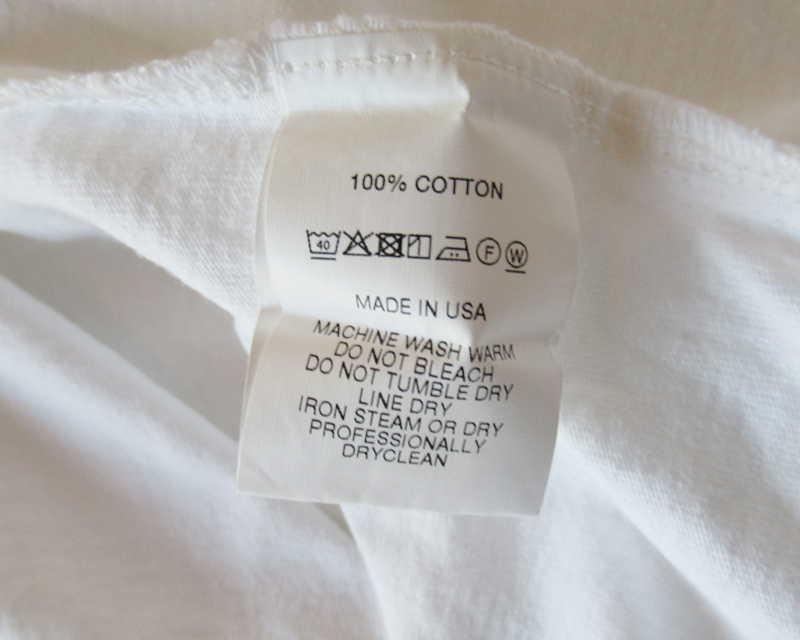 100% COTTON
40 F W
MADE IN USA
MACHINE WASH WARM
DO NOT BLEACH
DO NOT TUMBLE DRY
LINE DRY
IRON STEAM OR DRY
PROFESSIONALLY
DRYCLEAN